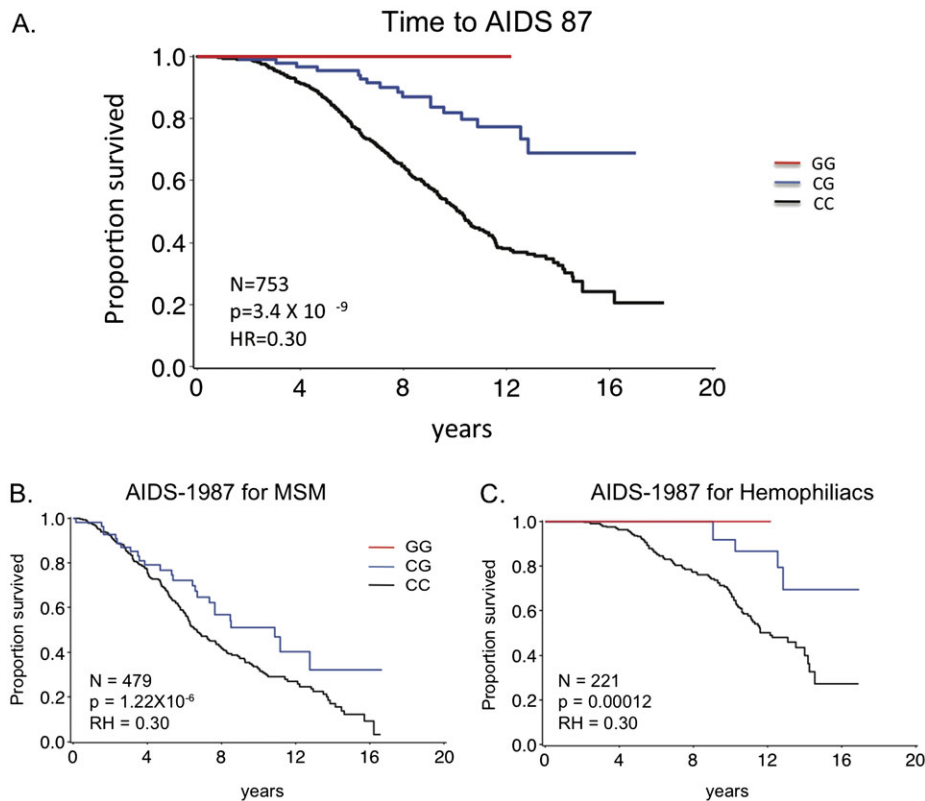 A.
Time to AIDS 87
Proportion survived
1.0
0.8
0.6
0.4
0.2
0.0
GG
CG
CC
N=753
p=3.4 X 10 -9
HR=0.30
0 4 8 12 16 20
years
B.
AIDS-1987 for MSM
Proportion survived
1.0
0.8
0.6
0.4
0.2
0.0
GG
CG
CC
N = 479
p = 1.22X10-6
RH = 0.30
0 4 8 12 16 20
years
C.
AIDS-1987 for Hemophiliacs
Proportion survived
1.0
0.8
0.6
0.4
0.2
0.0
N = 221
p = 0.00012
RH = 0.30
0 4 8 12 16 20
years